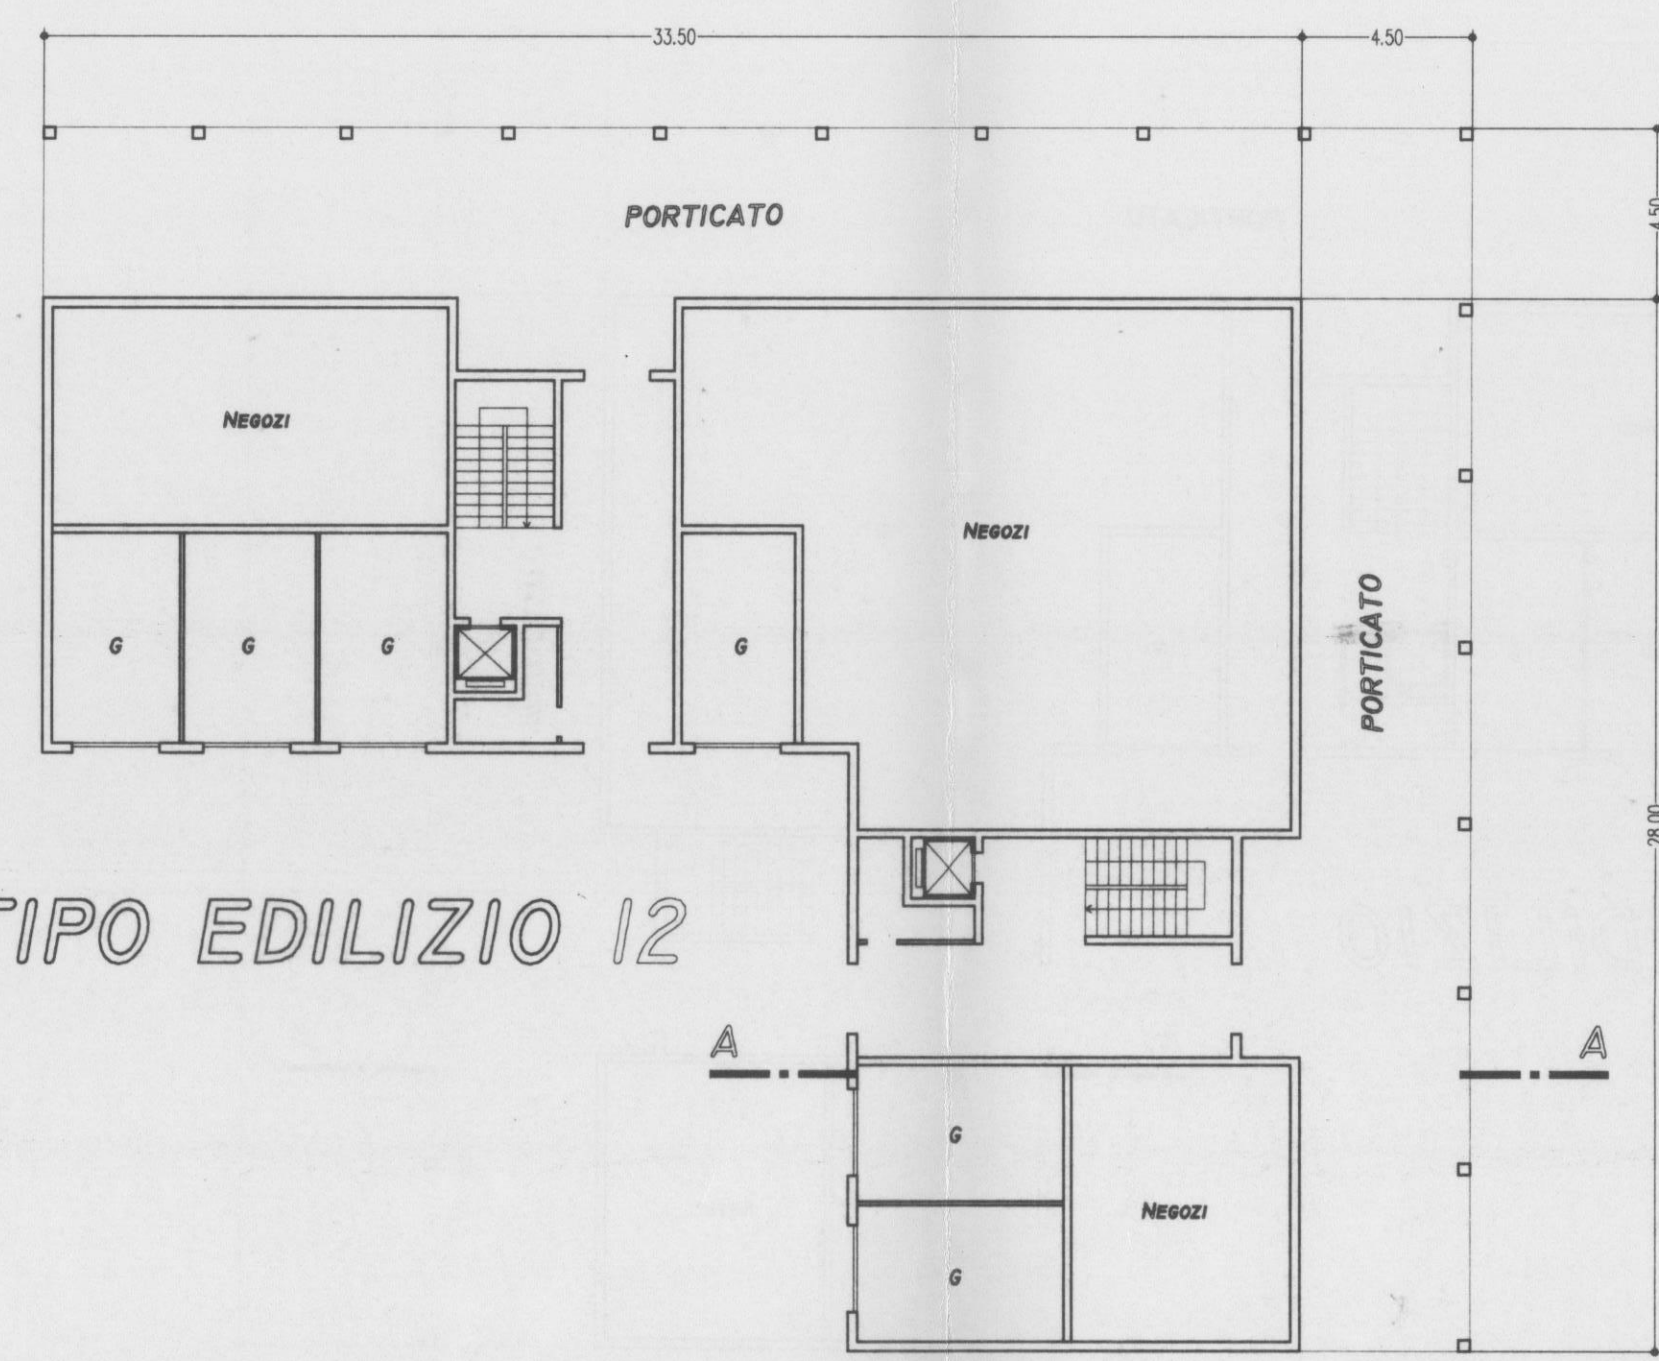 33.50
4.50
PORTICATO
4.50
NEGOZI
NEGOZI
PORTICATO
G
G
G
G
28.00
TIPO EDILIZIO 12
A
A
G
NEGOZI
G